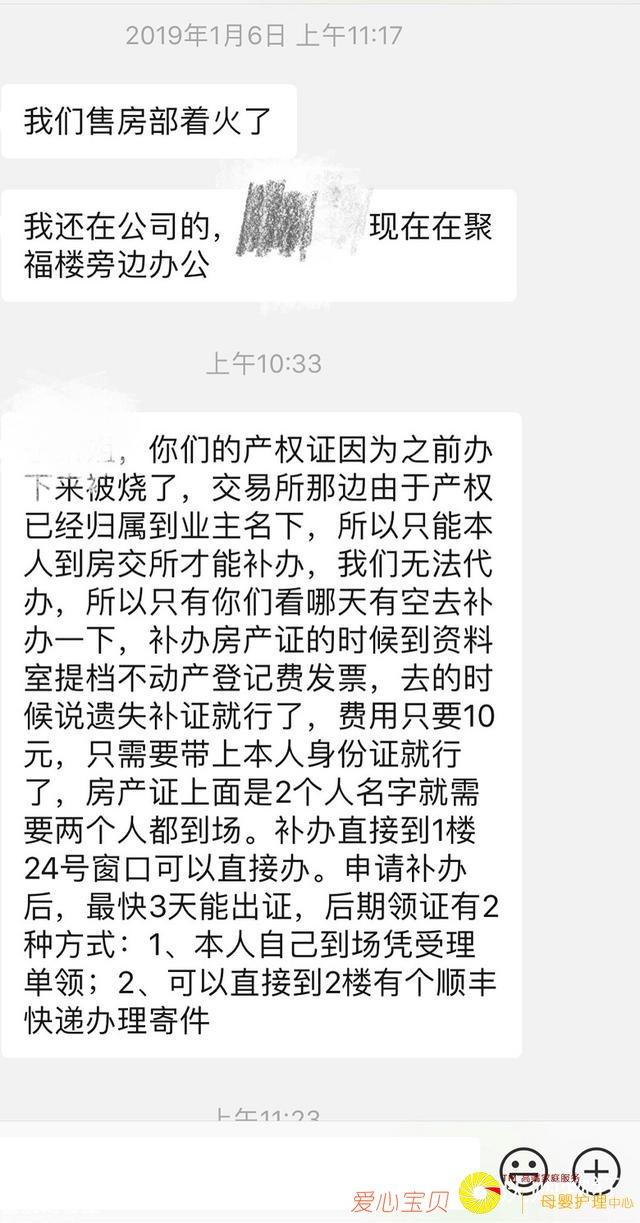 2019年1月6日 上午11:17
我们售房部着火了
我还在公司的，
现在在聚
福楼旁边办公
上午10:33
，你们的产权证因为之前办
下来被烧了，交易所那边由于产权
已经归属到业主名下，所以只能本
人到房交所才能补办，我们无法代
办，所以只有你们看哪天有空去补
办一下，补办房产证的时候到资料
室提档不动产登记费发票，去的时
候说遗失补证就行了，费用只要10
元，只需要带上本人身份证就行
了，房产证上面是2个人名字就需
要两个人都到场。补办直接到1楼
24号窗口可以直接办。申请补办
后，最快3天能出证，后期领证有2
种方式：1、本人自己到场凭受理
单领；2、可以直接到2楼有个顺丰
快递办理寄件
上午11:23
爱心宝贝
母婴护理中心